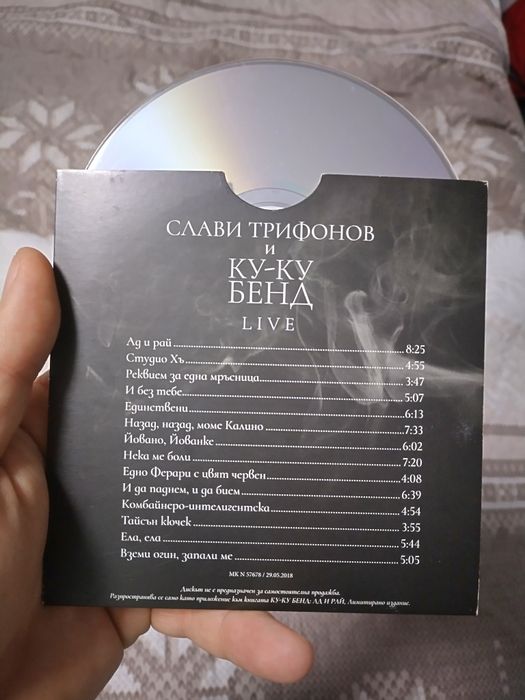 СЛАВИ ТРИФОНОВ
И
КУ-КУ
БЕНД
LIVE
Ад и рай 8:25
Студио Хъ 4:55
Реквием за една мръсница 3:47
И без тебе 5:07
Единствени 6:13
Назад, назад, моме Калино 7:33
Йовано, Йованке 6:02
Нека ме боли 7:20
Едно Ферари с цвят червен 4:08
И да паднем, и да бием 6:39
Комбайнеро-интелигентска 4:54
Тайсън кючек 3:55
Ела, ела 5:44
Вземи огин, запали ме 5:05
MK N 57678 / 29.05.2018
Дискът не е предназначен за самостоятелна продажба.
Разпространява се само като приложение към книгата КУ-КУ БЕНД: АД И РАЙ. Лимитирано издание.